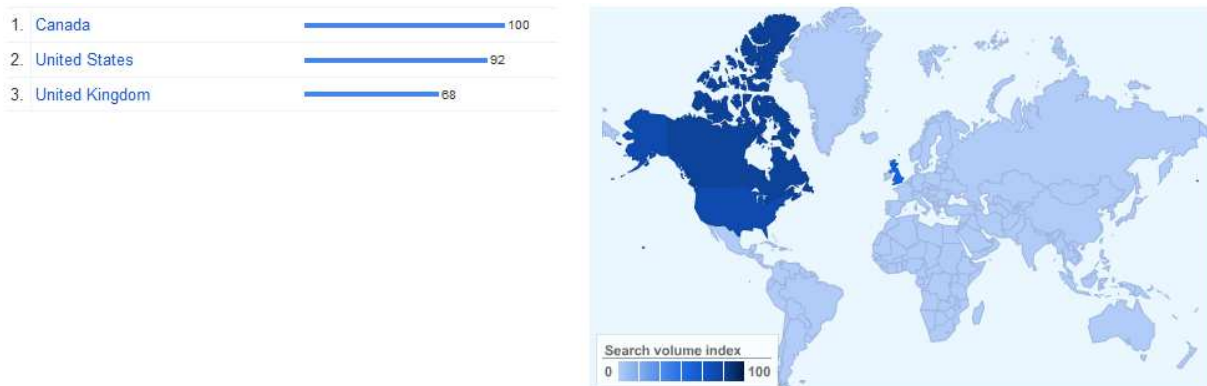 1. Canada 100
2. United States 92
3. United Kingdom 68
Search volume index
0 100